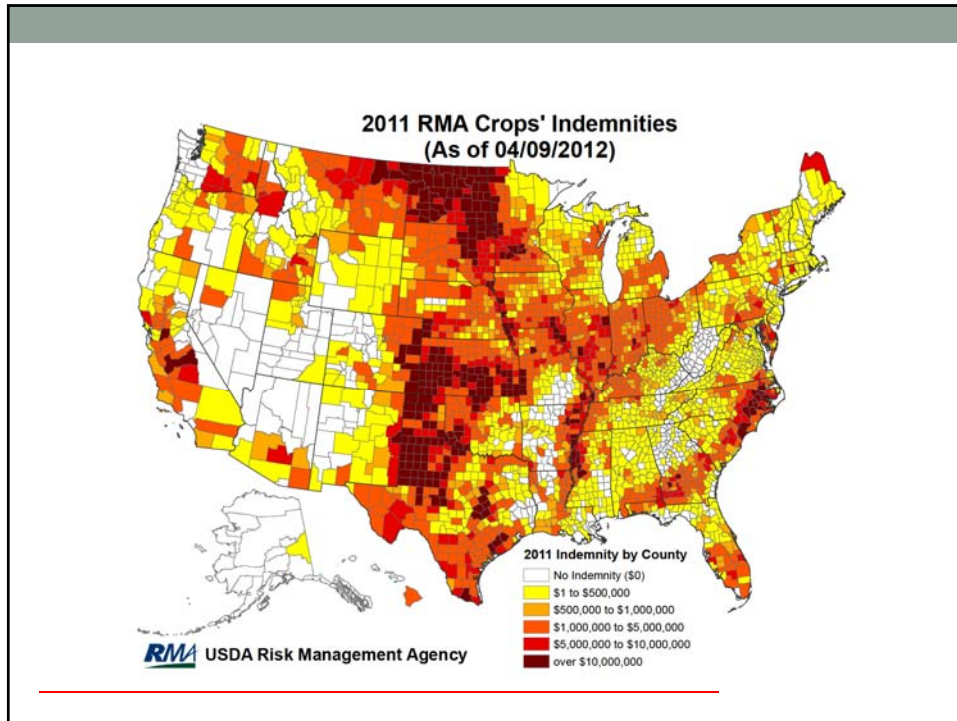 2011 RMA Crops' Indemnities
(As of 04/09/2012)
2011 Indemnity by County
No Indemnity ($0)
$1 to $500,000
$500,000 to $1,000,000
$1,000,000 to $5,000,000
$5,000,000 to $10,000,000
over $10,000,000
RMA USDA Risk Management Agency